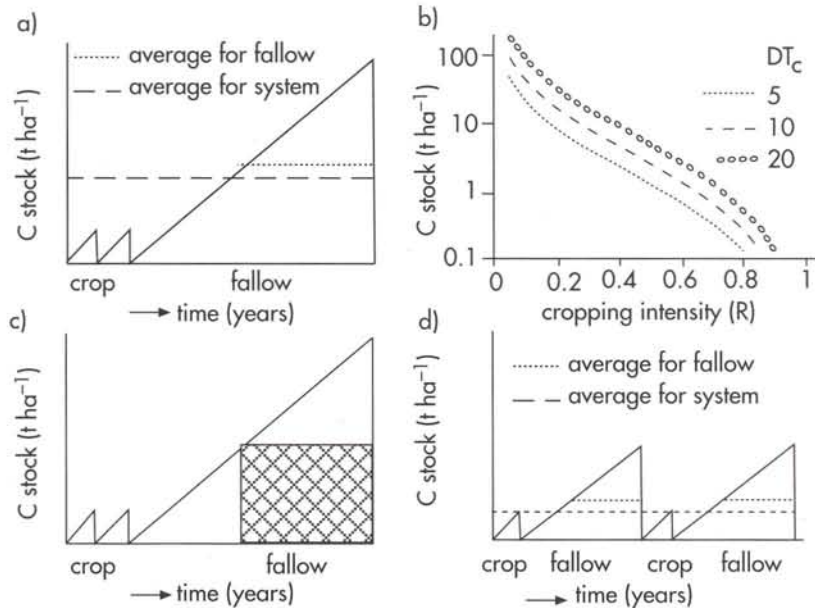 a)
average for fallow
average for system
C stock (t ha⁻¹)
crop
fallow
time (years)
b)
C stock (t ha⁻¹)
100
10
1
0.1
0
0.2
0.4
0.6
0.8
1
cropping intensity (R)
DTc
5
10
20
c)
C stock (t ha⁻¹)
crop
fallow
time (years)
d)
C stock (t ha⁻¹)
average for fallow
average for system
crop fallow crop fallow
time (years)